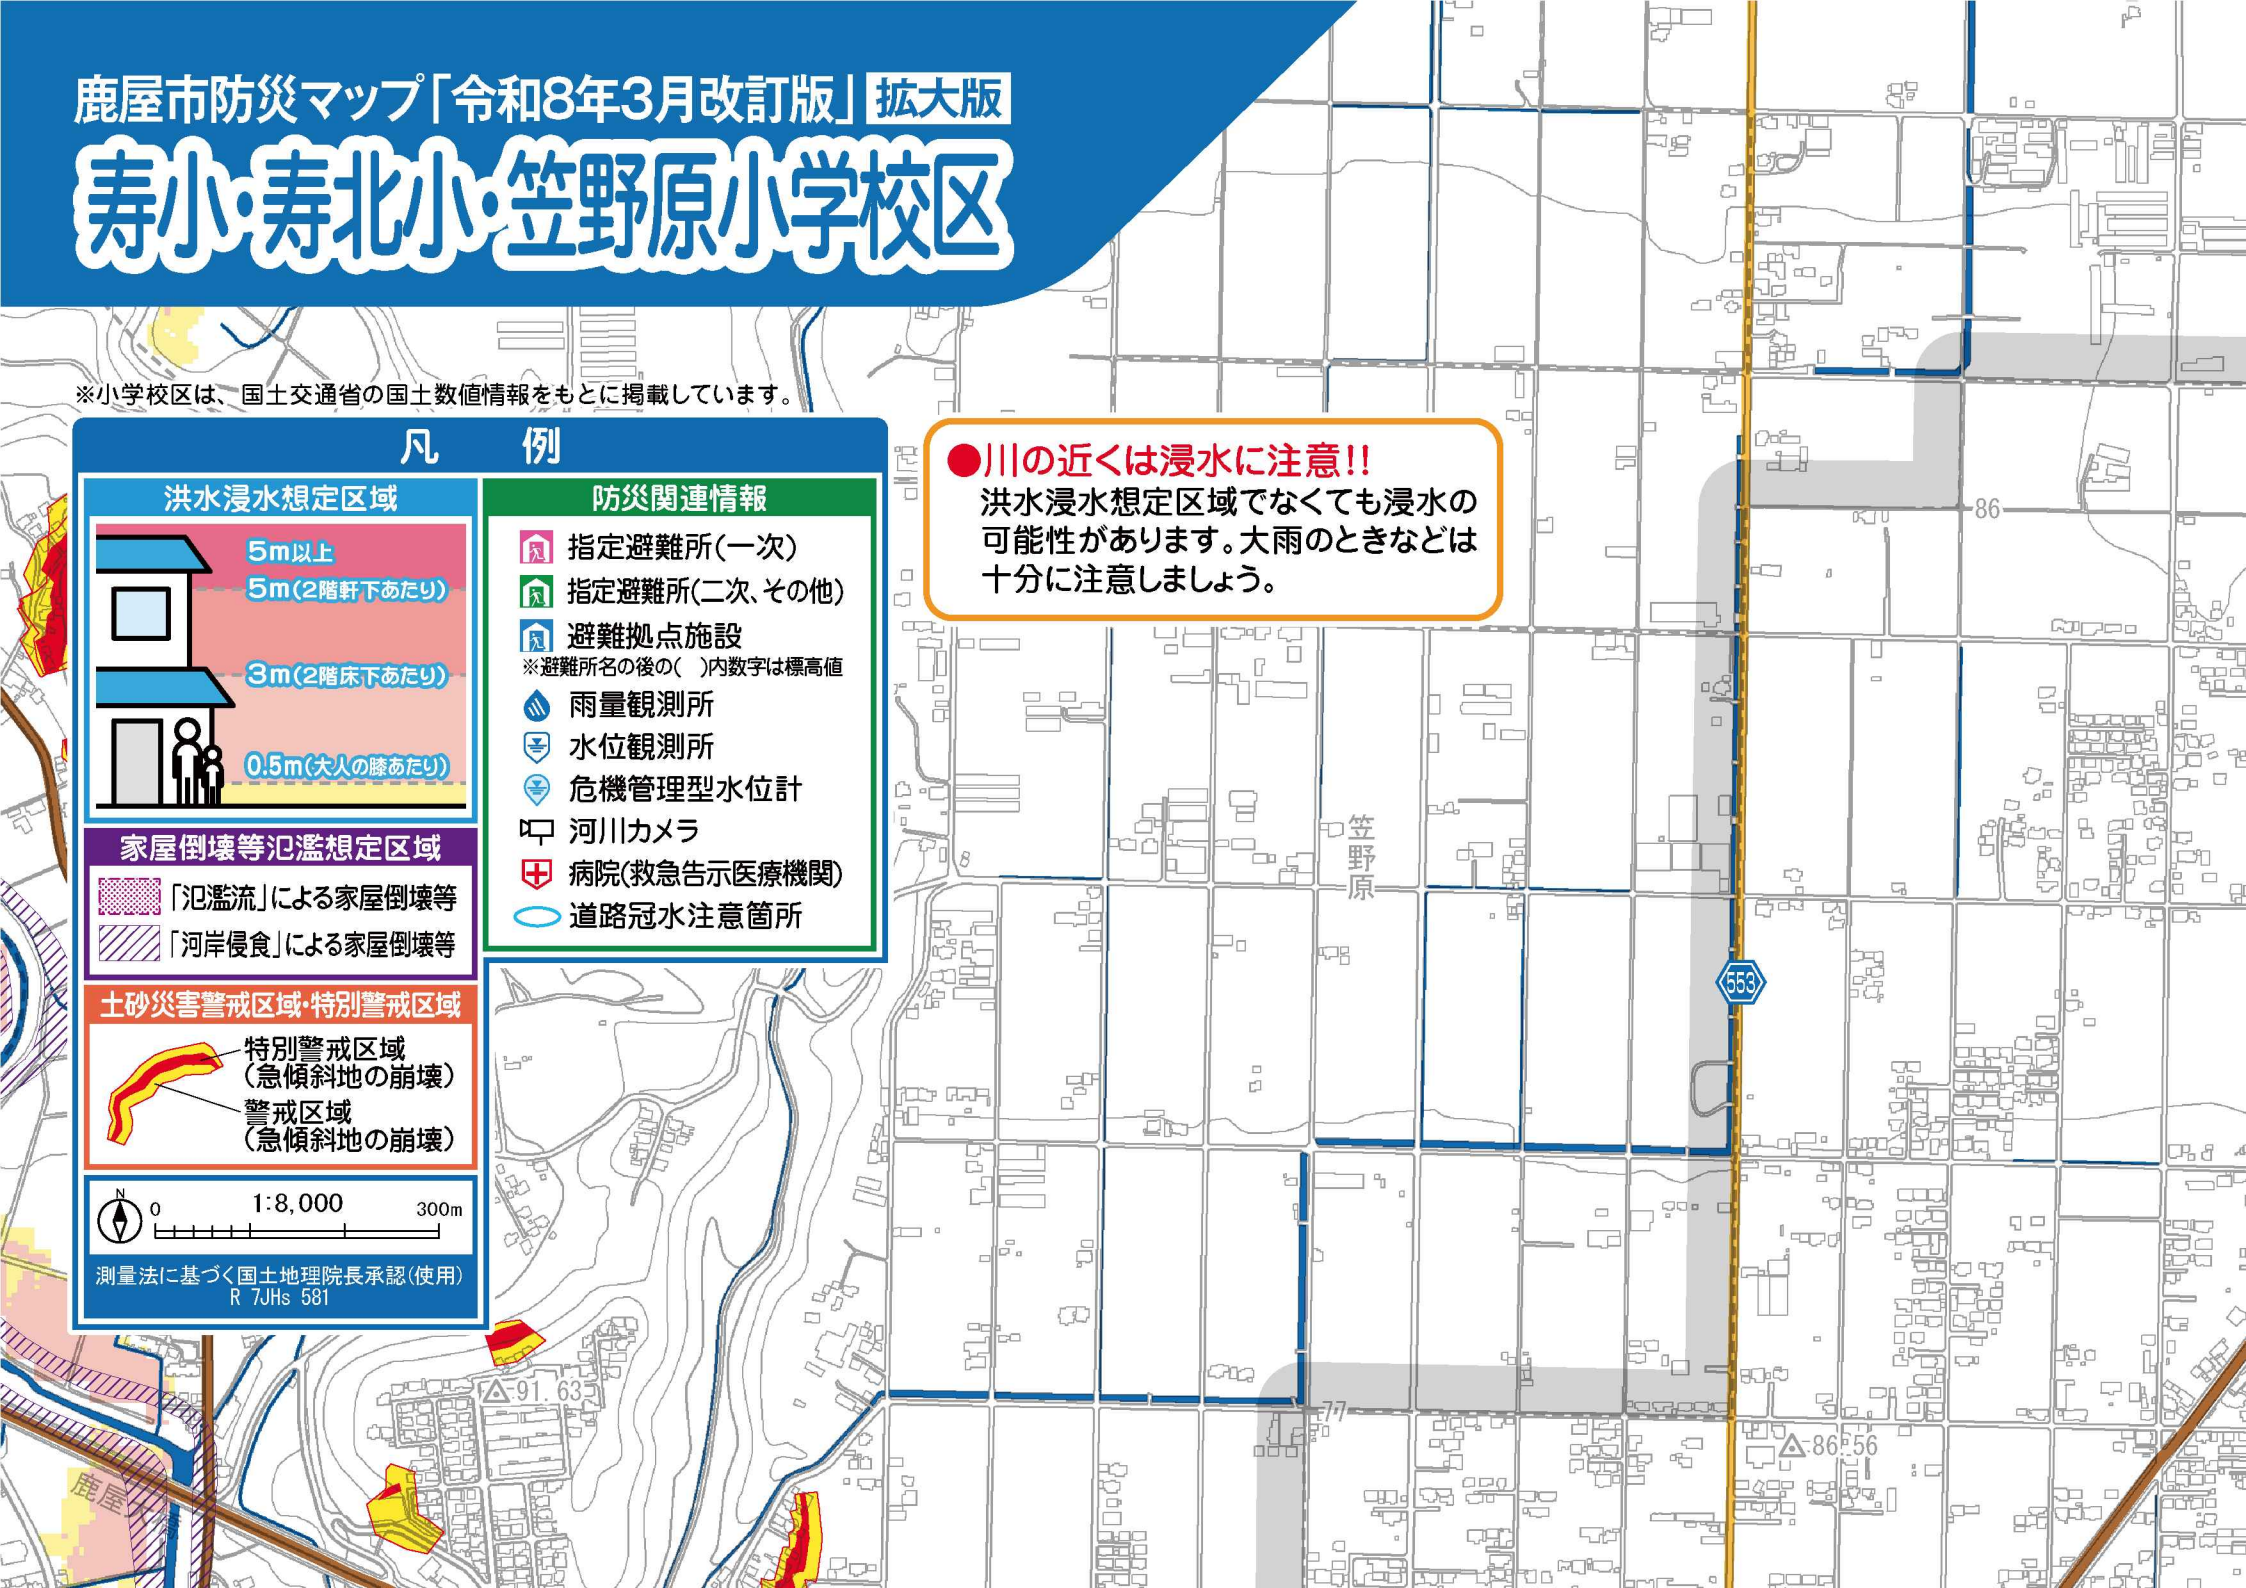 鹿屋市防災マップ「令和8年3月改訂版」拡大版
寿小・寿北小・笠野原小学校区
※小学校区は、国土交通省の国土数値情報をもとに掲載しています。
凡 例
洪水浸水想定区域
5m以上
5m(2階軒下あたり)
3m(2階床下あたり)
0.5m(大人の膝あたり)
家屋倒壊等氾濫想定区域
「氾濫流」による家屋倒壊等
「河岸侵食」による家屋倒壊等
土砂災害警戒区域・特別警戒区域
特別警戒区域
(急傾斜地の崩壊)
警戒区域
(急傾斜地の崩壊)
N
0 1:8,000 300m
測量法に基づく国土地理院長承認(使用)
R 7JHs 581
防災関連情報
指定避難所(一次)
指定避難所(二次、その他)
避難拠点施設
※避難所名の後の( )内数字は標高値
雨量観測所
水位観測所
危機管理型水位計
河川カメラ
病院(救急告示医療機関)
道路冠水注意箇所
●川の近くは浸水に注意!!
洪水浸水想定区域でなくても浸水の
可能性があります。大雨のときなどは
十分に注意しましょう。
86
笠野原
553
91.63
77
86.56
鹿屋